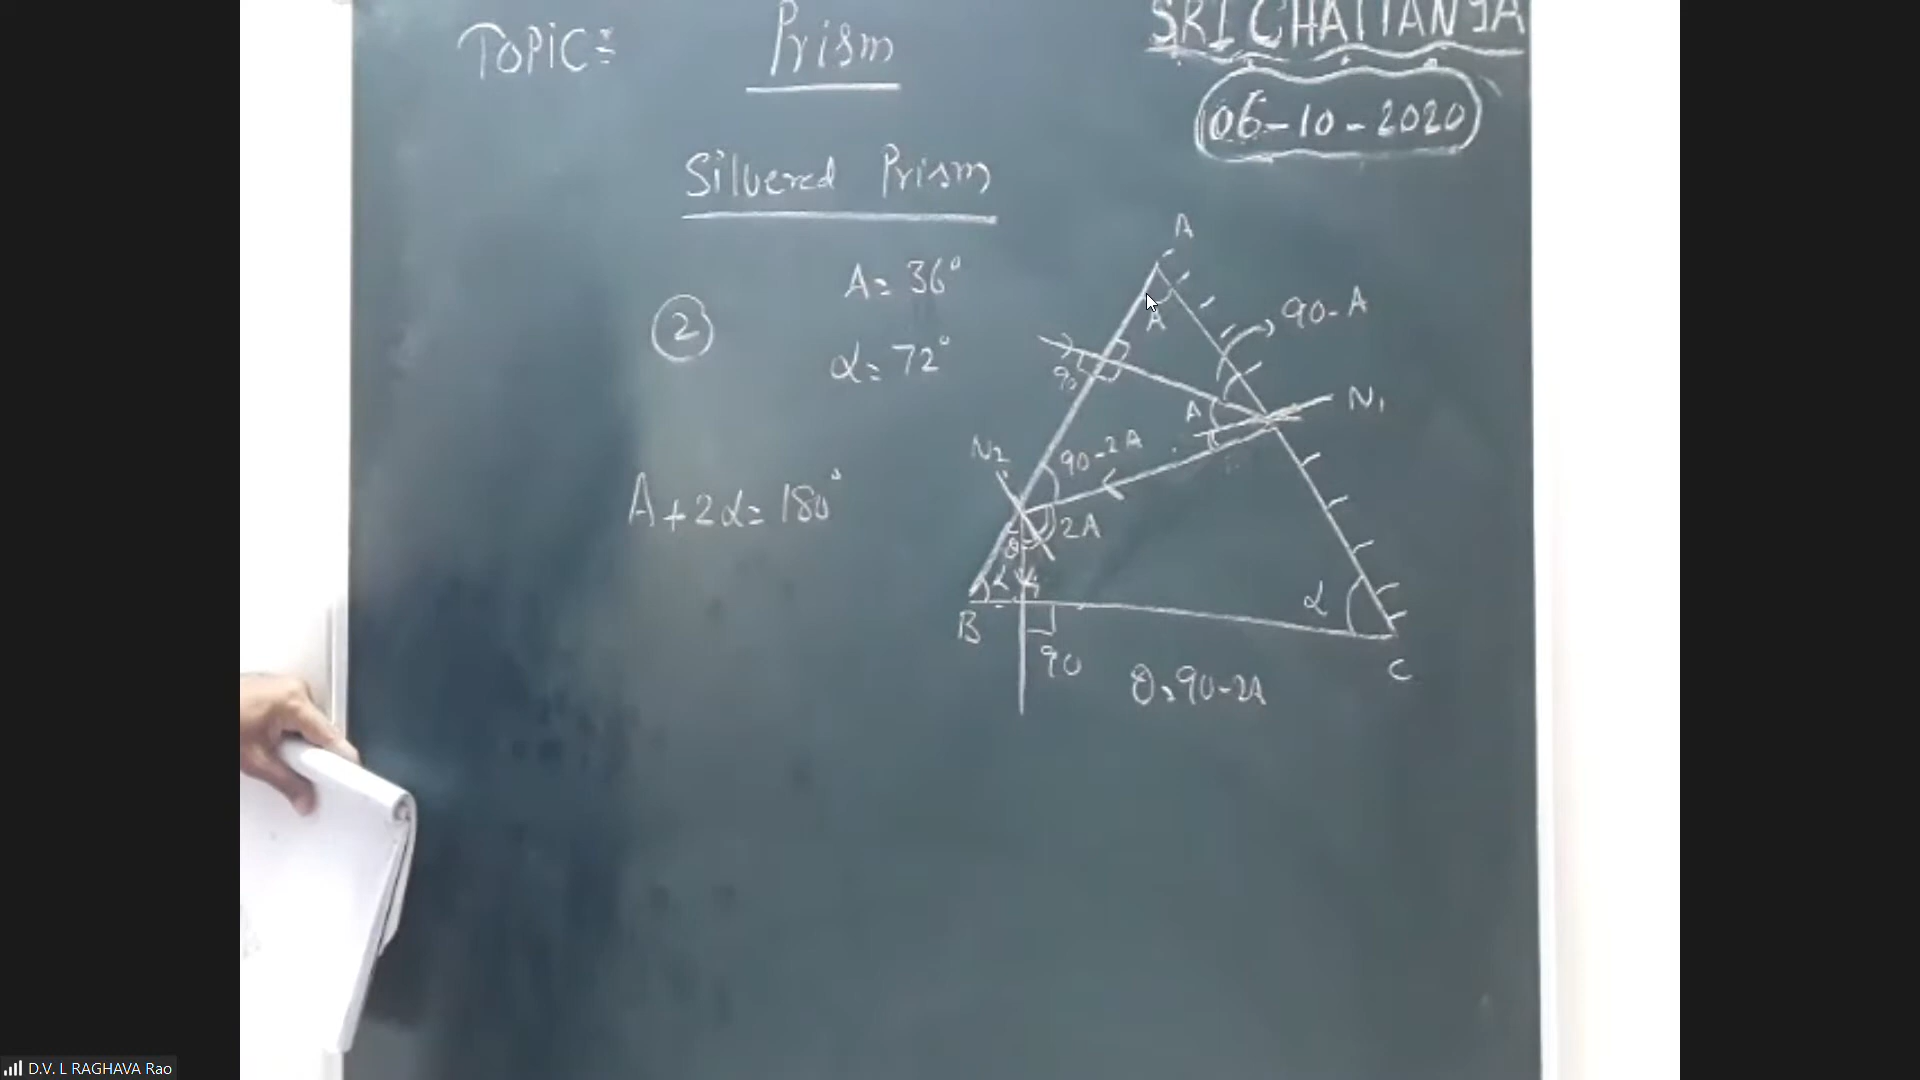 TOPIC:
Prism
SRI CHAITANYA
06-10-2020
Silvered Prism
A
A = 36°
2
90-A
A
α = 72°
90
A
N₁
N₂
90-2A
A+2α = 180°
2A
θ
α
α
B
90
C
θ = 90-2A
D.V. L RAGHAVA Rao